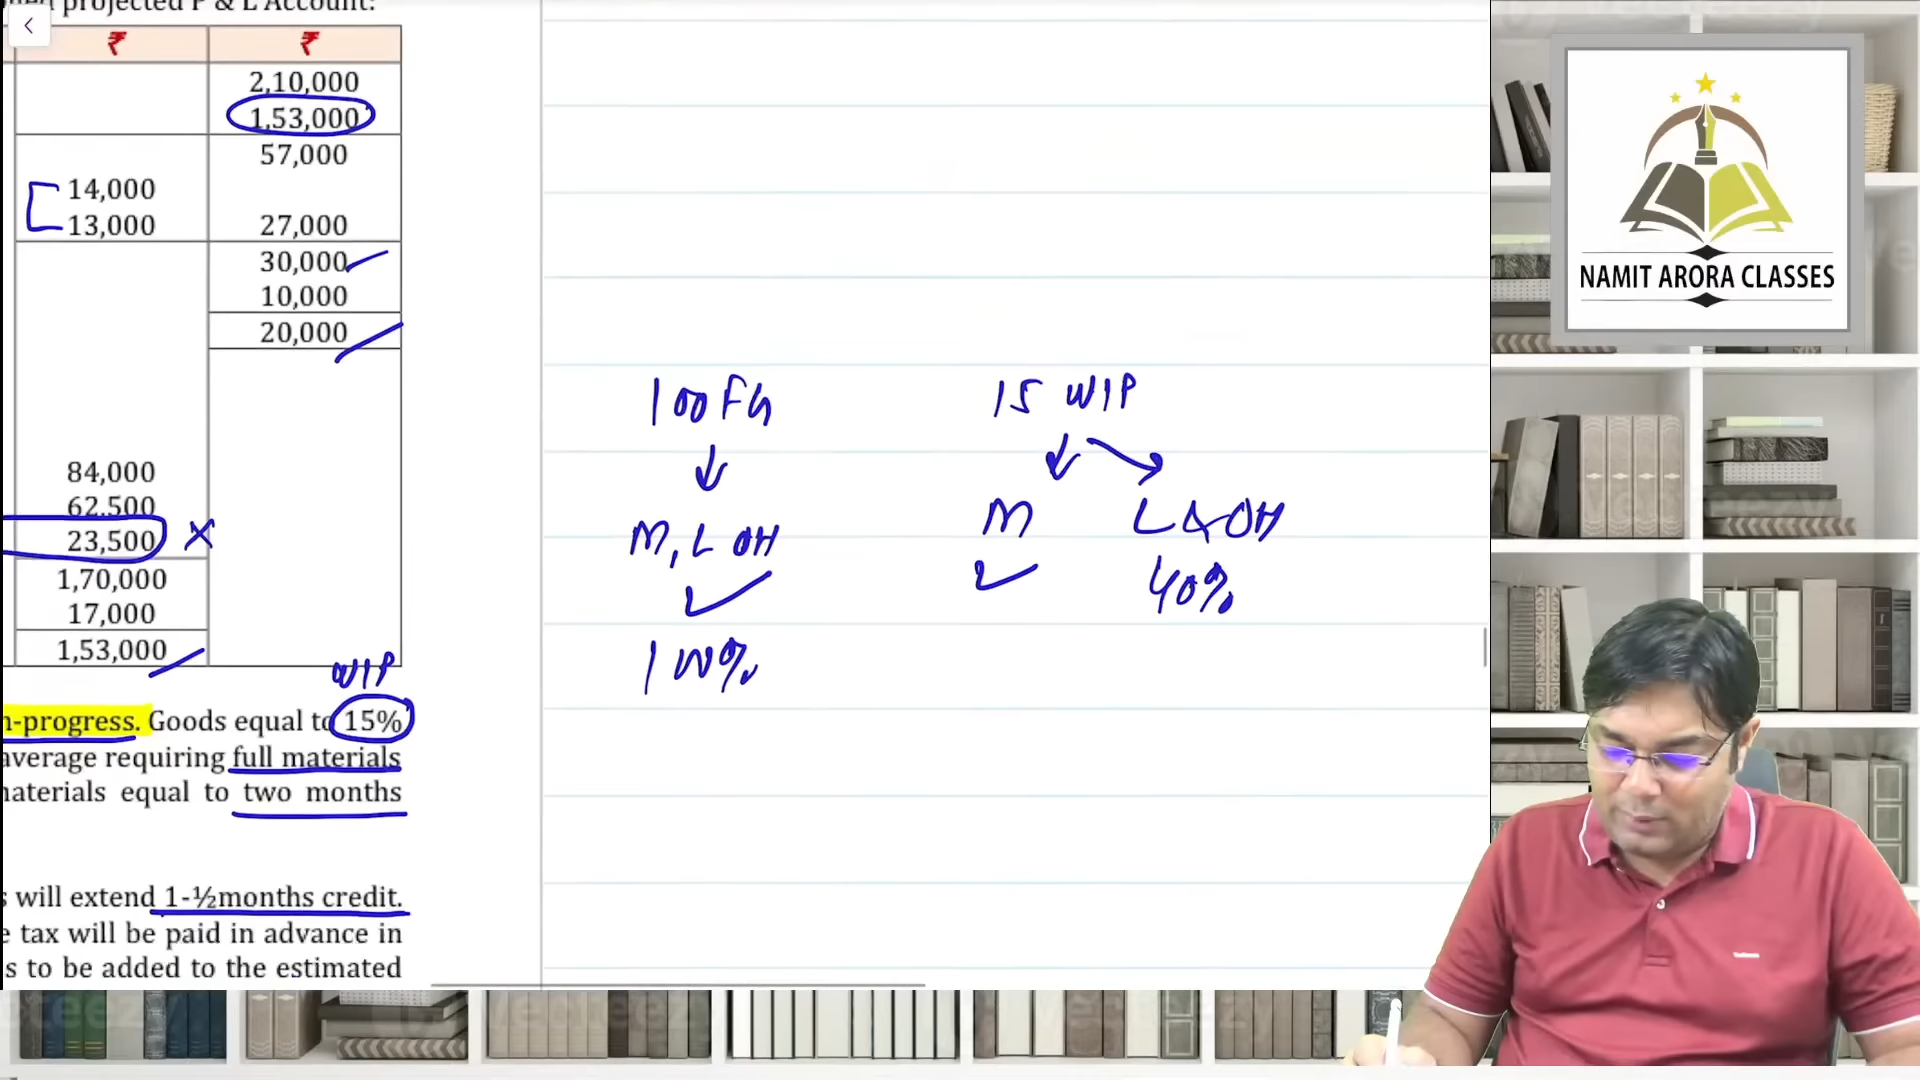 projected P & L Account:
₹ ₹
2,10,000
1,53,000
57,000
14,000
13,000 27,000
30,000
10,000
20,000
84,000
62,500
23,500 X
1,70,000
17,000
1,53,000
WIP
n-progress. Goods equal to 15%
average requiring full materials
materials equal to two months
s will extend 1-½months credit.
e tax will be paid in advance in
s to be added to the estimated
100 FG
M, L OH
100%
15 WIP
M L & OH
40%
NAMIT ARORA CLASSES